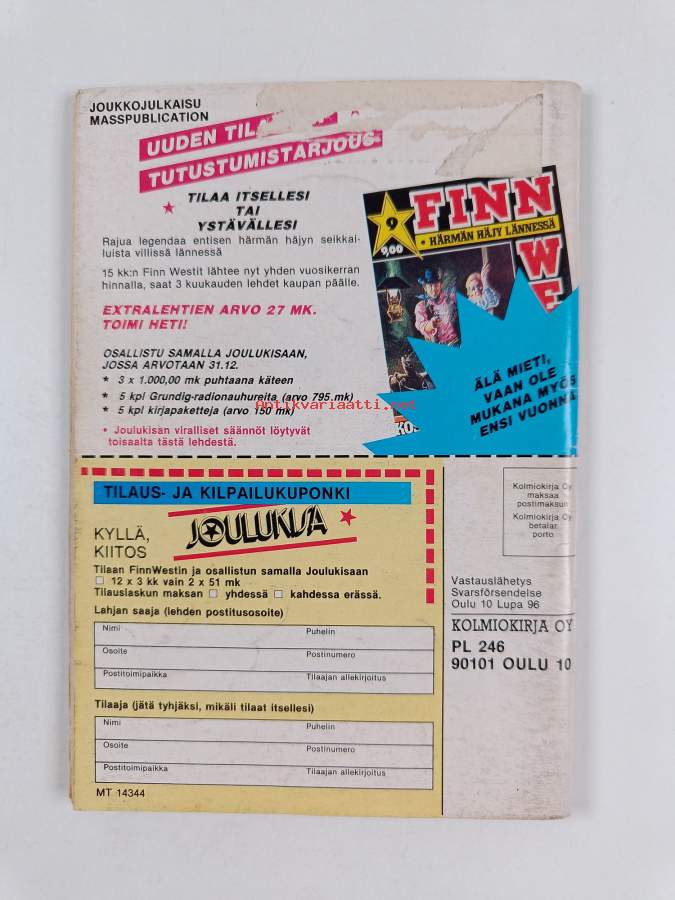 JOUKKOJULKAISU
MASSPUBLICATION
UUDEN
TUTUSTUMISTARJOUS
TILAA ITSELLESI
TAI
YSTÄVÄLLESI
Rajua legendaa entisen härmän häjyn seikkai-
luista villissä lännessä
15 kk:n Finn Westit lähtee nyt yhden vuosikerran
hinnalla, saat 3 kuukauden lehdet kaupan päälle.
EXTRALEHTIEN ARVO 27 MK.
TOIMI HETI!
OSALLISTU SAMALLA JOULUKISAAN,
JOSSA ARVOTAAN 31.12.
* 3 x 1.000,00 mk puhtaana käteen
* 5 kpl Grundig-radionauhureita (arvo 795.mk)
* 5 kpl kirjapaketteja (arvo 150 mk)
• Joulukisan viralliset säännöt löytyvät
toisaalta tästä lehdestä.
9
9,00
FINN
• HÄRMÄN HÄJY LÄNNESSÄ
WE
ÄLÄ MIETI,
VAAN OLE
MUKANA MYÖS
ENSI VUONNA
Antikvariaatti.net
TILAUS- JA KILPAILUKUPONKI
KYLLÄ,
KIITOS
JOULUKISA
Tilaan FinnWestin ja osallistun samalla Joulukisaan
12 x 3 kk vain 2 x 51 mk
Tilauslaskun maksan yhdessä kahdessa erässä.
Lahjan saaja (lehden postitusosoite)
Nimi Puhelin
Osoite Postinumero
Postitoimipaikka Tilaajan allekirjoitus
Tilaaja (jätä tyhjäksi, mikäli tilaat itsellesi)
Nimi Puhelin
Osoite Postinumero
Postitoimipaikka Tilaajan allekirjoitus
MT 14344
Kolmiokirja Oy
maksaa
postimaksun
Kolmiokirja Oy
betalar
porto
Vastauslähetys
Svarsförsendelse
Oulu 10 Lupa 96
KOLMIOKIRJA OY
PL 246
90101 OULU 10